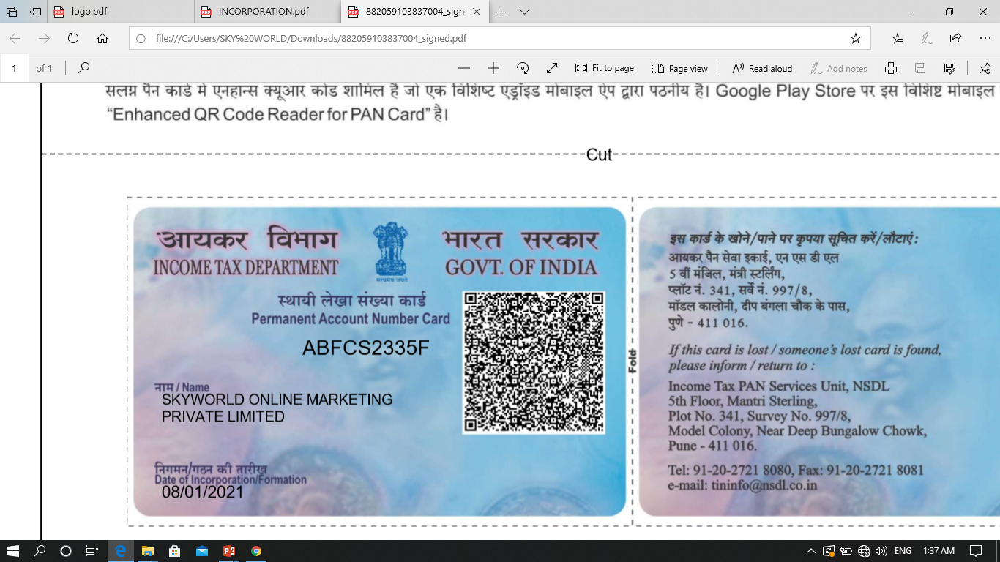 logo.pdf
INCORPORATION.pdf
882059103837004_sign
file:///C:/Users/SKY%20WORLD/Downloads/882059103837004_signed.pdf
1 of 1
Fit to page
Page view
Read aloud
Add notes
सलग्न पैन कार्ड में एनहान्स क्यूआर कोड शामिल है जो एक विशिष्ट एंड्रॉइड मोबाइल ऐप द्वारा पठनीय है। Google Play Store पर इस विशिष्ट मोबाइल
“Enhanced QR Code Reader for PAN Card” है।
Cut
आयकर विभाग
INCOME TAX DEPARTMENT
सत्यमेव जयते
भारत सरकार
GOVT. OF INDIA
स्थायी लेखा संख्या कार्ड
Permanent Account Number Card
ABFCS2335F
नाम / Name
SKYWORLD ONLINE MARKETING
PRIVATE LIMITED
निगमन/गठन की तारीख
Date of Incorporation/Formation
08/01/2021
Fold
इस कार्ड के खोने/पाने पर कृपया सूचित करें/लौटाएं :
आयकर पैन सेवा इकाई, एन एस डी एल
5 वीं मंजिल, मंत्री स्टर्लिंग,
प्लॉट नं. 341, सर्वे नं. 997/8,
मॉडल कालोनी, दीप बंगला चौक के पास,
पुणे - 411 016.
If this card is lost / someone's lost card is found,
please inform / return to :
Income Tax PAN Services Unit, NSDL
5th Floor, Mantri Sterling,
Plot No. 341, Survey No. 997/8,
Model Colony, Near Deep Bungalow Chowk,
Pune - 411 016.
Tel: 91-20-2721 8080, Fax: 91-20-2721 8081
e-mail: tininfo@nsdl.co.in
ENG
1:37 AM